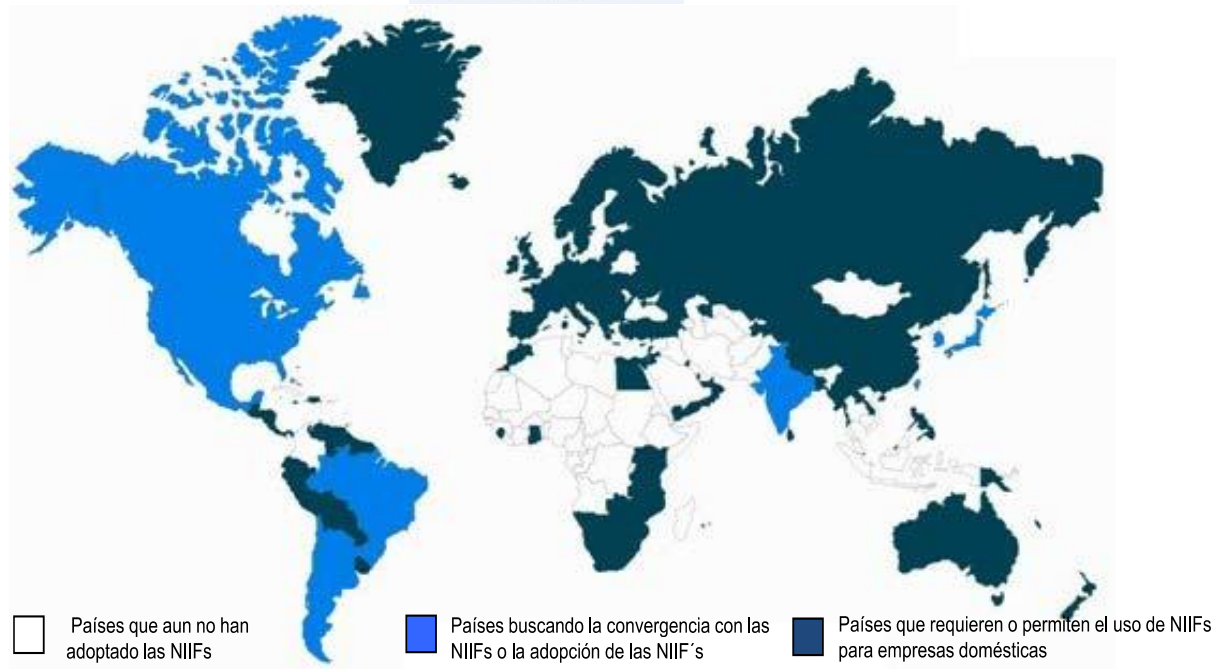 Países que aun no han
adoptado las NIIFs
Países buscando la convergencia con las
NIIFs o la adopción de las NIIF´s
Países que requieren o permiten el uso de NIIFs
para empresas domésticas